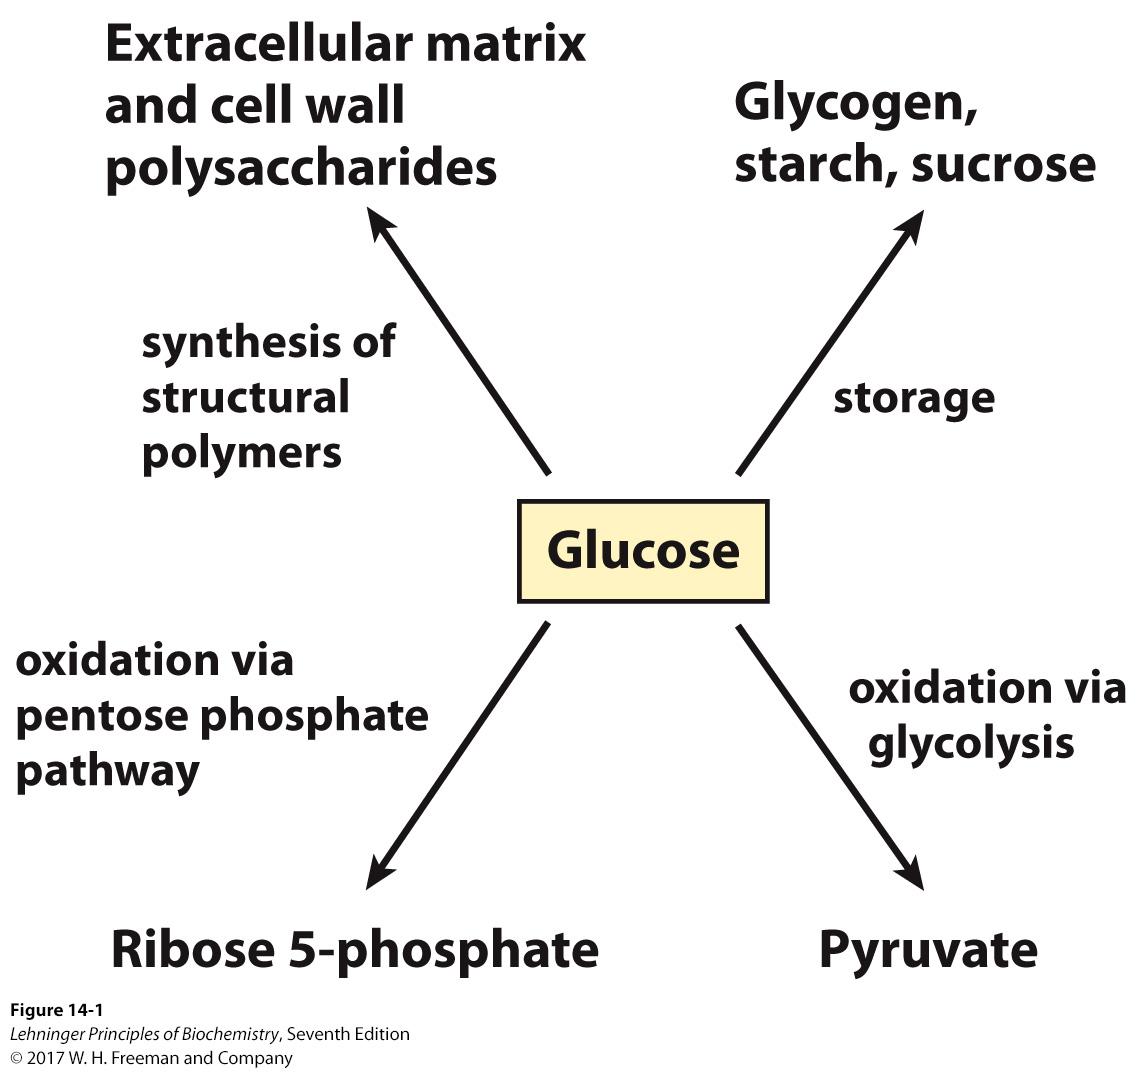 Extracellular matrix
and cell wall
polysaccharides
Glycogen,
starch, sucrose
synthesis of
structural
polymers
storage
Glucose
oxidation via
pentose phosphate
pathway
oxidation via
glycolysis
Ribose 5-phosphate
Pyruvate
Figure 14-1
Lehninger Principles of Biochemistry, Seventh Edition
© 2017 W. H. Freeman and Company